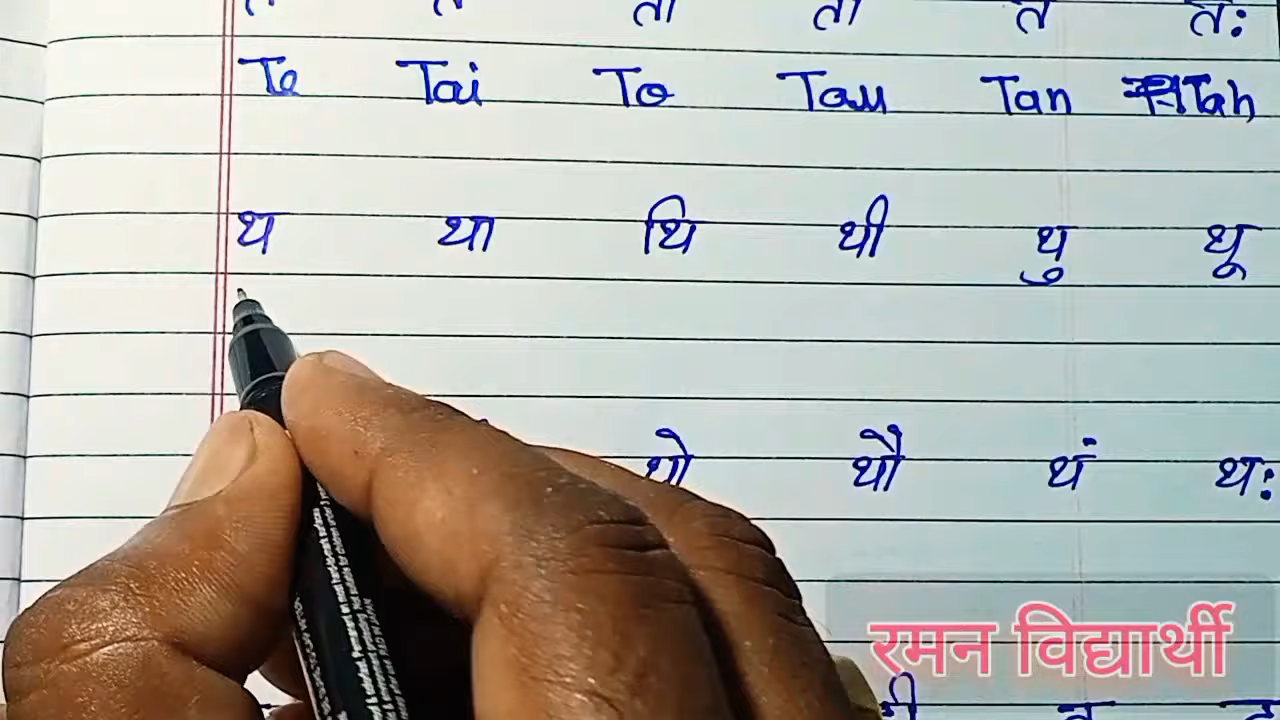 त: 
Te Tai To Tau Tan Tah
थ था थि थी थु थू
थो थौ थं थ:
रमन विद्यार्थी